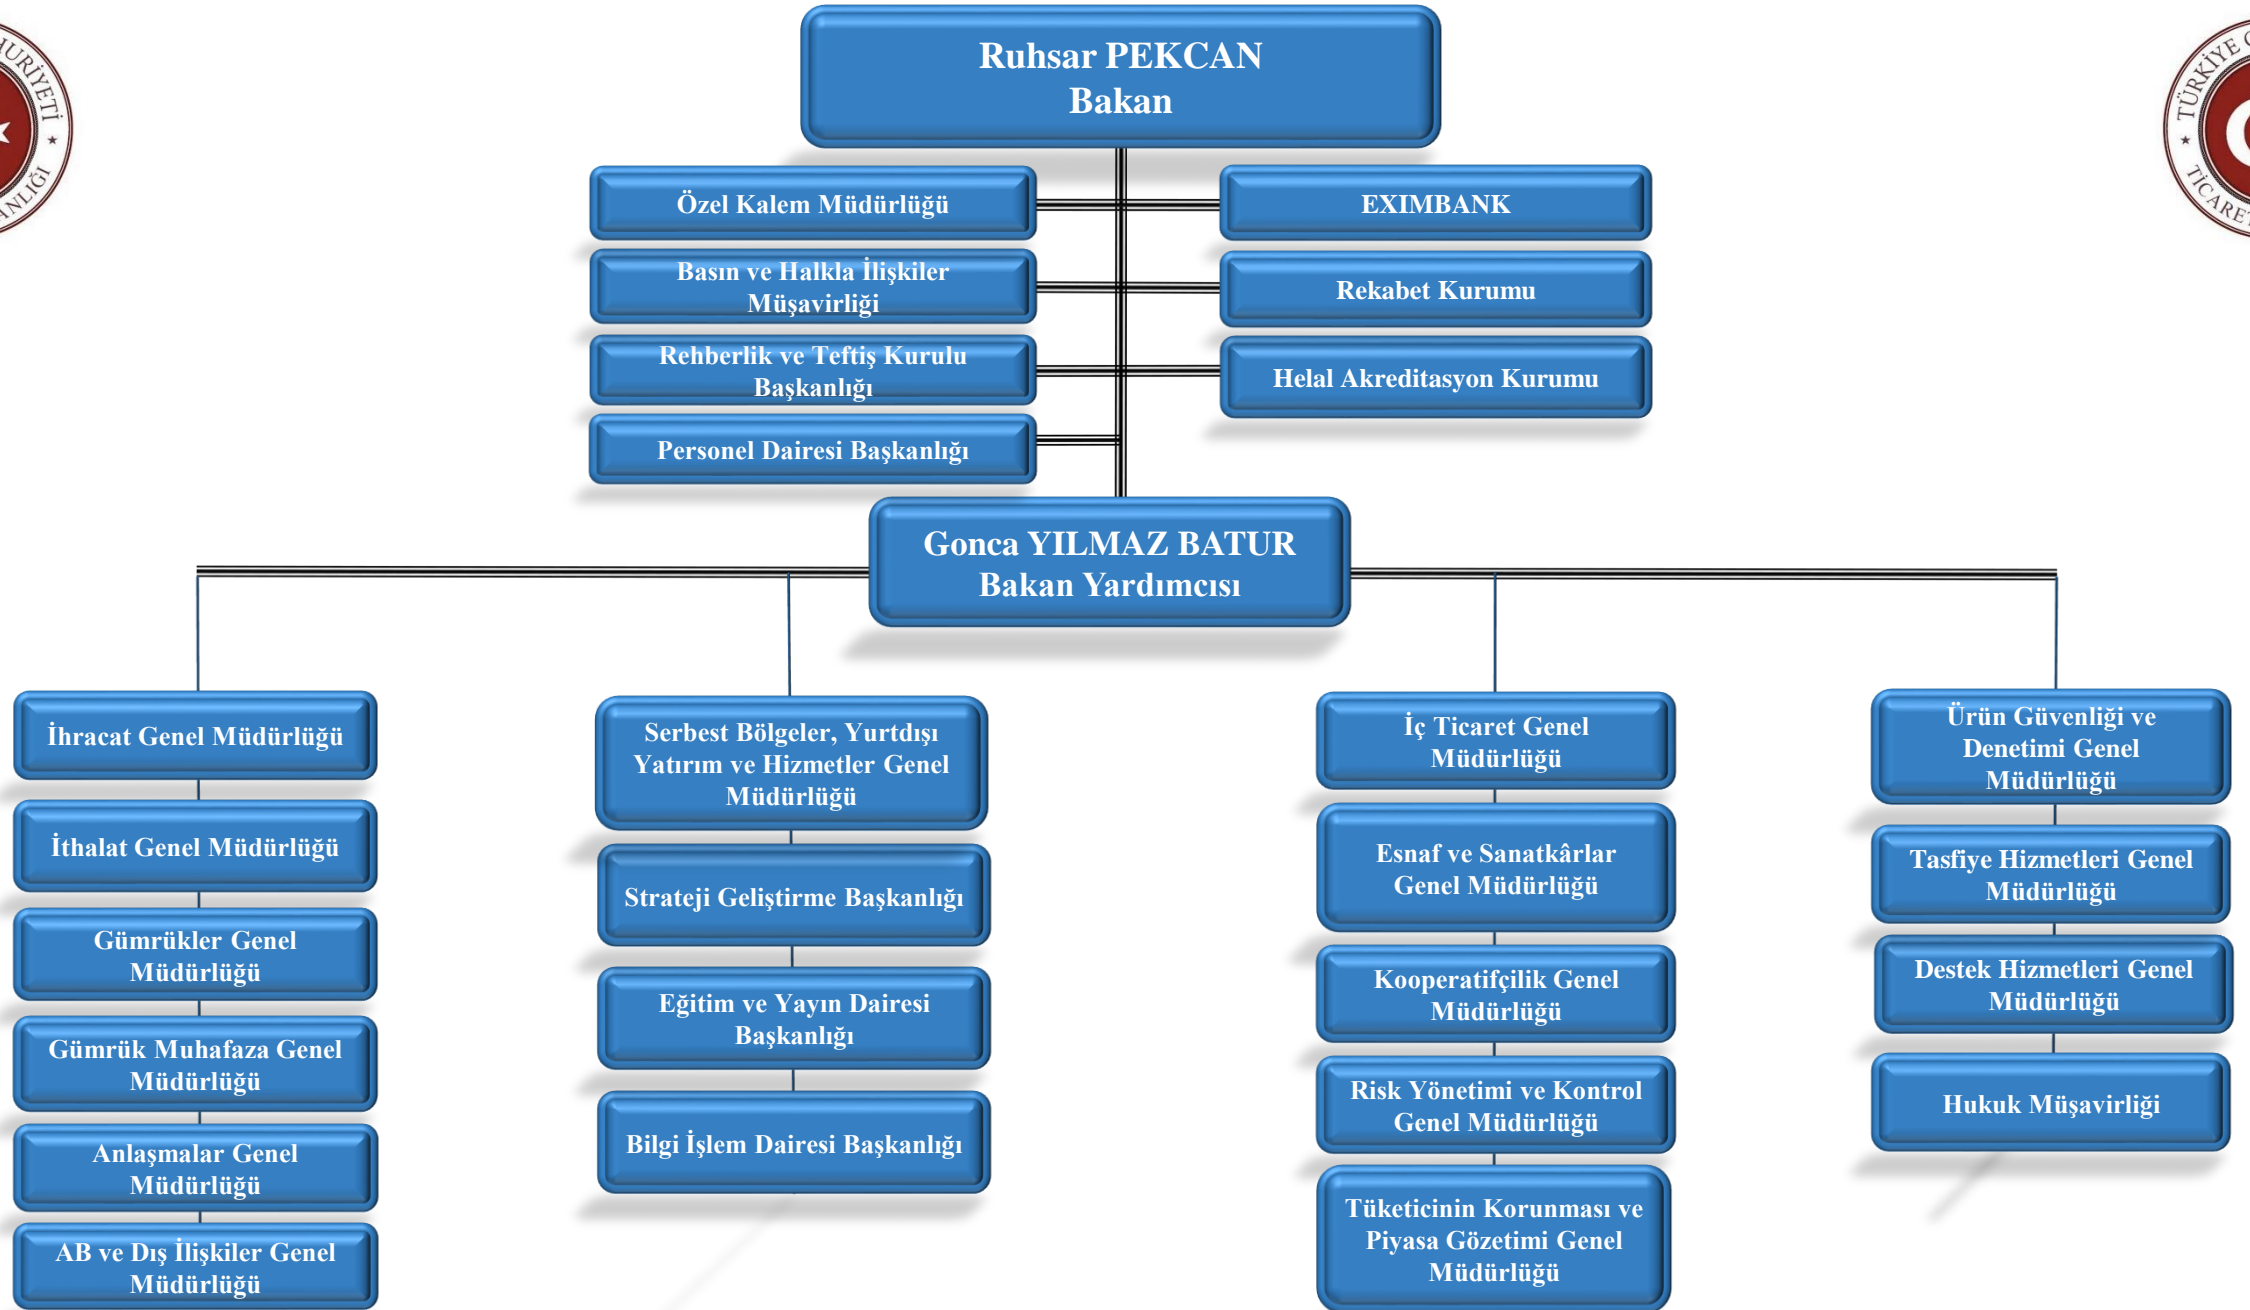 Ruhsar PEKCAN
Bakan
Özel Kalem Müdürlüğü
EXIMBANK
Basın ve Halkla İlişkiler
Müşavirliği
Rekabet Kurumu
Rehberlik ve Teftiş Kurulu
Başkanlığı
Helal Akreditasyon Kurumu
Personel Dairesi Başkanlığı
Gonca YILMAZ BATUR
Bakan Yardımcısı
İhracat Genel Müdürlüğü
İthalat Genel Müdürlüğü
Gümrükler Genel
Müdürlüğü
Gümrük Muhafaza Genel
Müdürlüğü
Anlaşmalar Genel
Müdürlüğü
AB ve Dış İlişkiler Genel
Müdürlüğü
Serbest Bölgeler, Yurtdışı
Yatırım ve Hizmetler Genel
Müdürlüğü
Strateji Geliştirme Başkanlığı
Eğitim ve Yayın Dairesi
Başkanlığı
Bilgi İşlem Dairesi Başkanlığı
İç Ticaret Genel
Müdürlüğü
Esnaf ve Sanatkârlar
Genel Müdürlüğü
Kooperatifçilik Genel
Müdürlüğü
Risk Yönetimi ve Kontrol
Genel Müdürlüğü
Tüketicinin Korunması ve
Piyasa Gözetimi Genel
Müdürlüğü
Ürün Güvenliği ve
Denetimi Genel
Müdürlüğü
Tasfiye Hizmetleri Genel
Müdürlüğü
Destek Hizmetleri Genel
Müdürlüğü
Hukuk Müşavirliği
TÜRKİYE
TİCARET